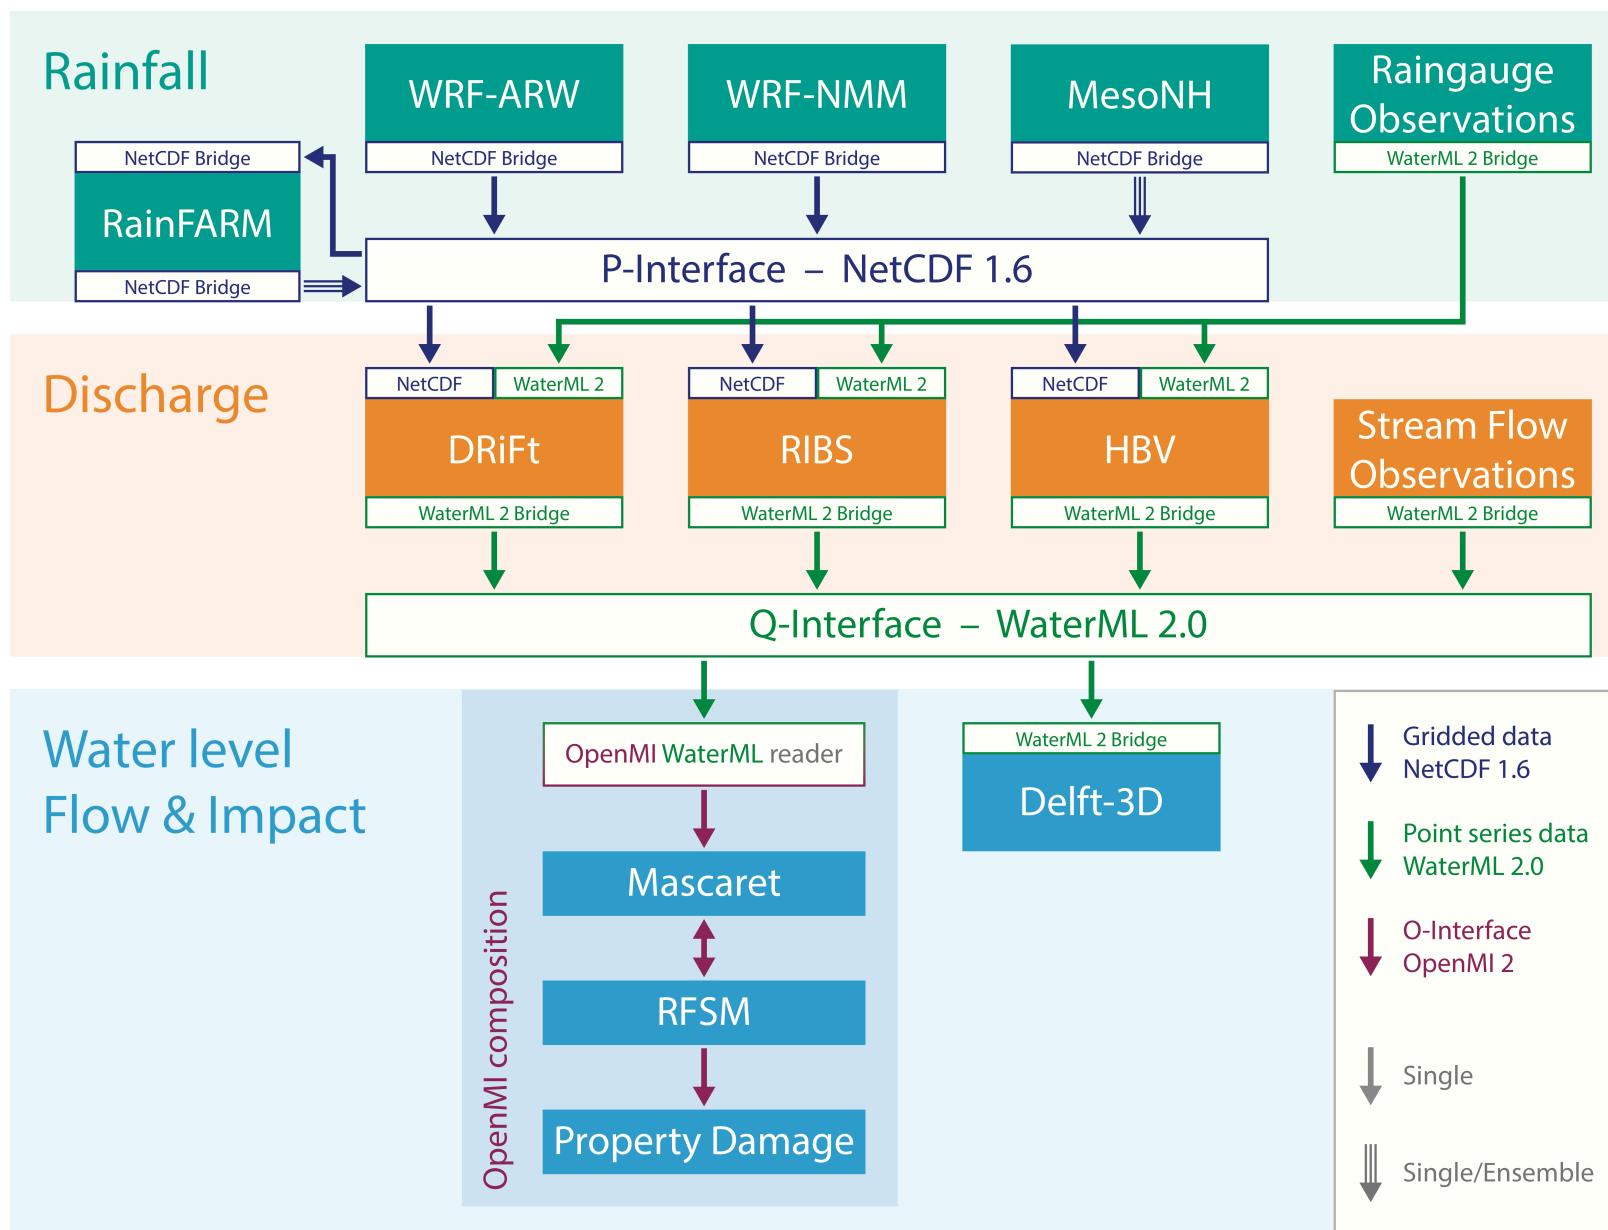 Rainfall
WRF-ARW
NetCDF Bridge
WRF-NMM
NetCDF Bridge
MesoNH
NetCDF Bridge
Raingauge
Observations
WaterML 2 Bridge
NetCDF Bridge
RainFARM
NetCDF Bridge
P-Interface – NetCDF 1.6
Discharge
NetCDF
WaterML 2
DRiFt
WaterML 2 Bridge
NetCDF
WaterML 2
RIBS
WaterML 2 Bridge
NetCDF
WaterML 2
HBV
WaterML 2 Bridge
Stream Flow
Observations
WaterML 2 Bridge
Q-Interface – WaterML 2.0
Water level
Flow & Impact
OpenMI composition
OpenMI WaterML reader
Mascaret
RFSM
Property Damage
WaterML 2 Bridge
Delft-3D
Gridded data
NetCDF 1.6
Point series data
WaterML 2.0
O-Interface
OpenMI 2
Single
Single/Ensemble